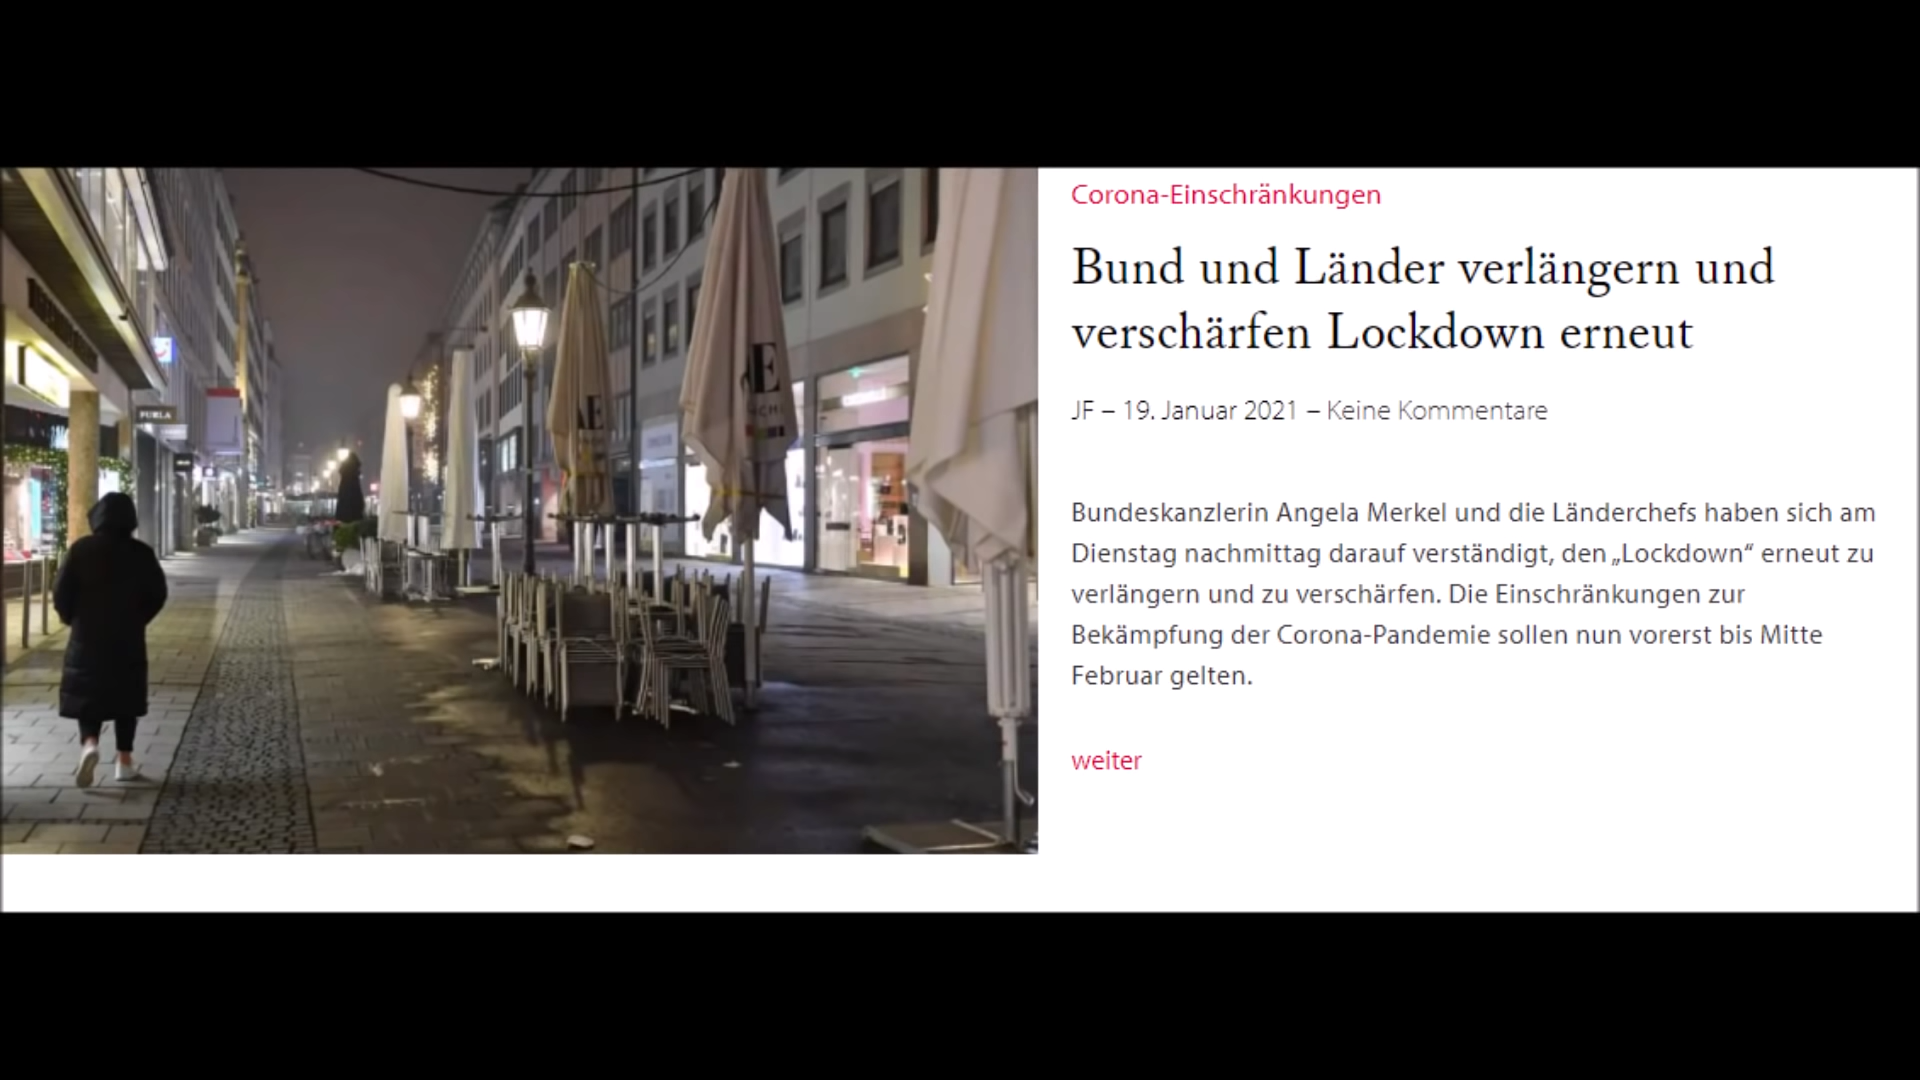 Corona-Einschränkungen
Bund und Länder verlängern und
verschärfen Lockdown erneut
JF – 19. Januar 2021 – Keine Kommentare
Bundeskanzlerin Angela Merkel und die Länderchefs haben sich am
Dienstag nachmittag darauf verständigt, den „Lockdown“ erneut zu
verlängern und zu verschärfen. Die Einschränkungen zur
Bekämpfung der Corona-Pandemie sollen nun vorerst bis Mitte
Februar gelten.
weiter
FURLA